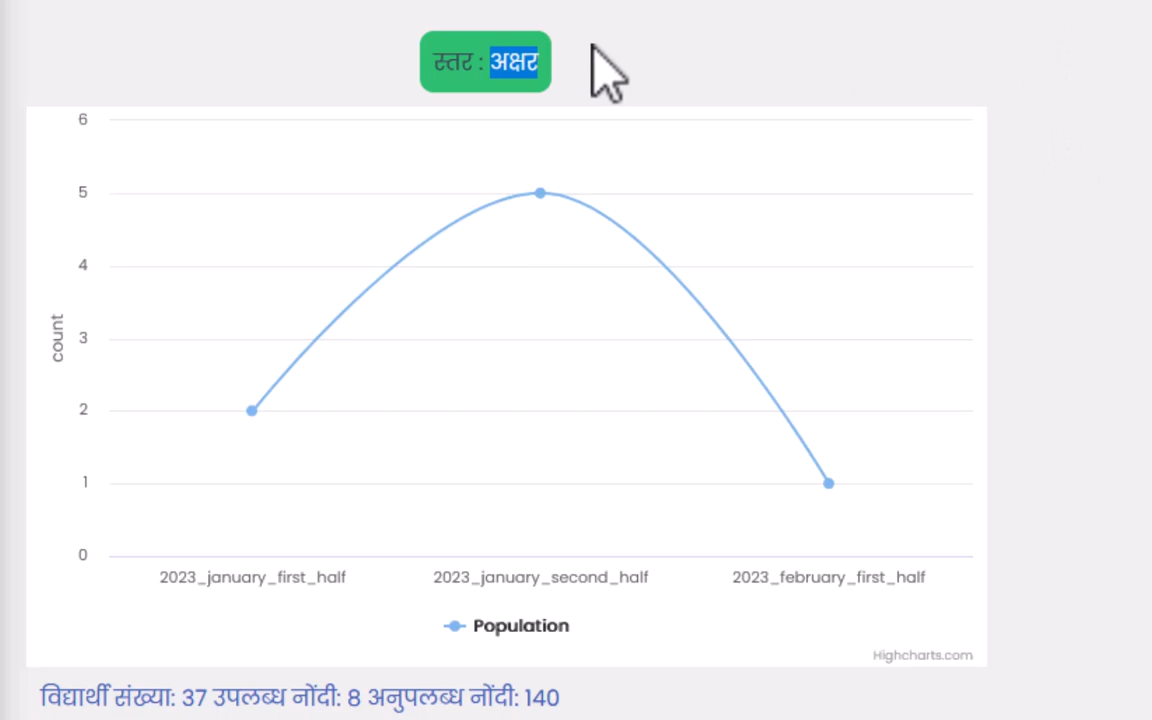 स्तर : अक्षर
6
5
4
3
2
1
0
count
2023_january_first_half 2023_january_second_half 2023_february_first_half
Population
Highcharts.com
विद्यार्थी संख्या: 37 उपलब्ध नोंदी: 8 अनुपलब्ध नोंदी: 140